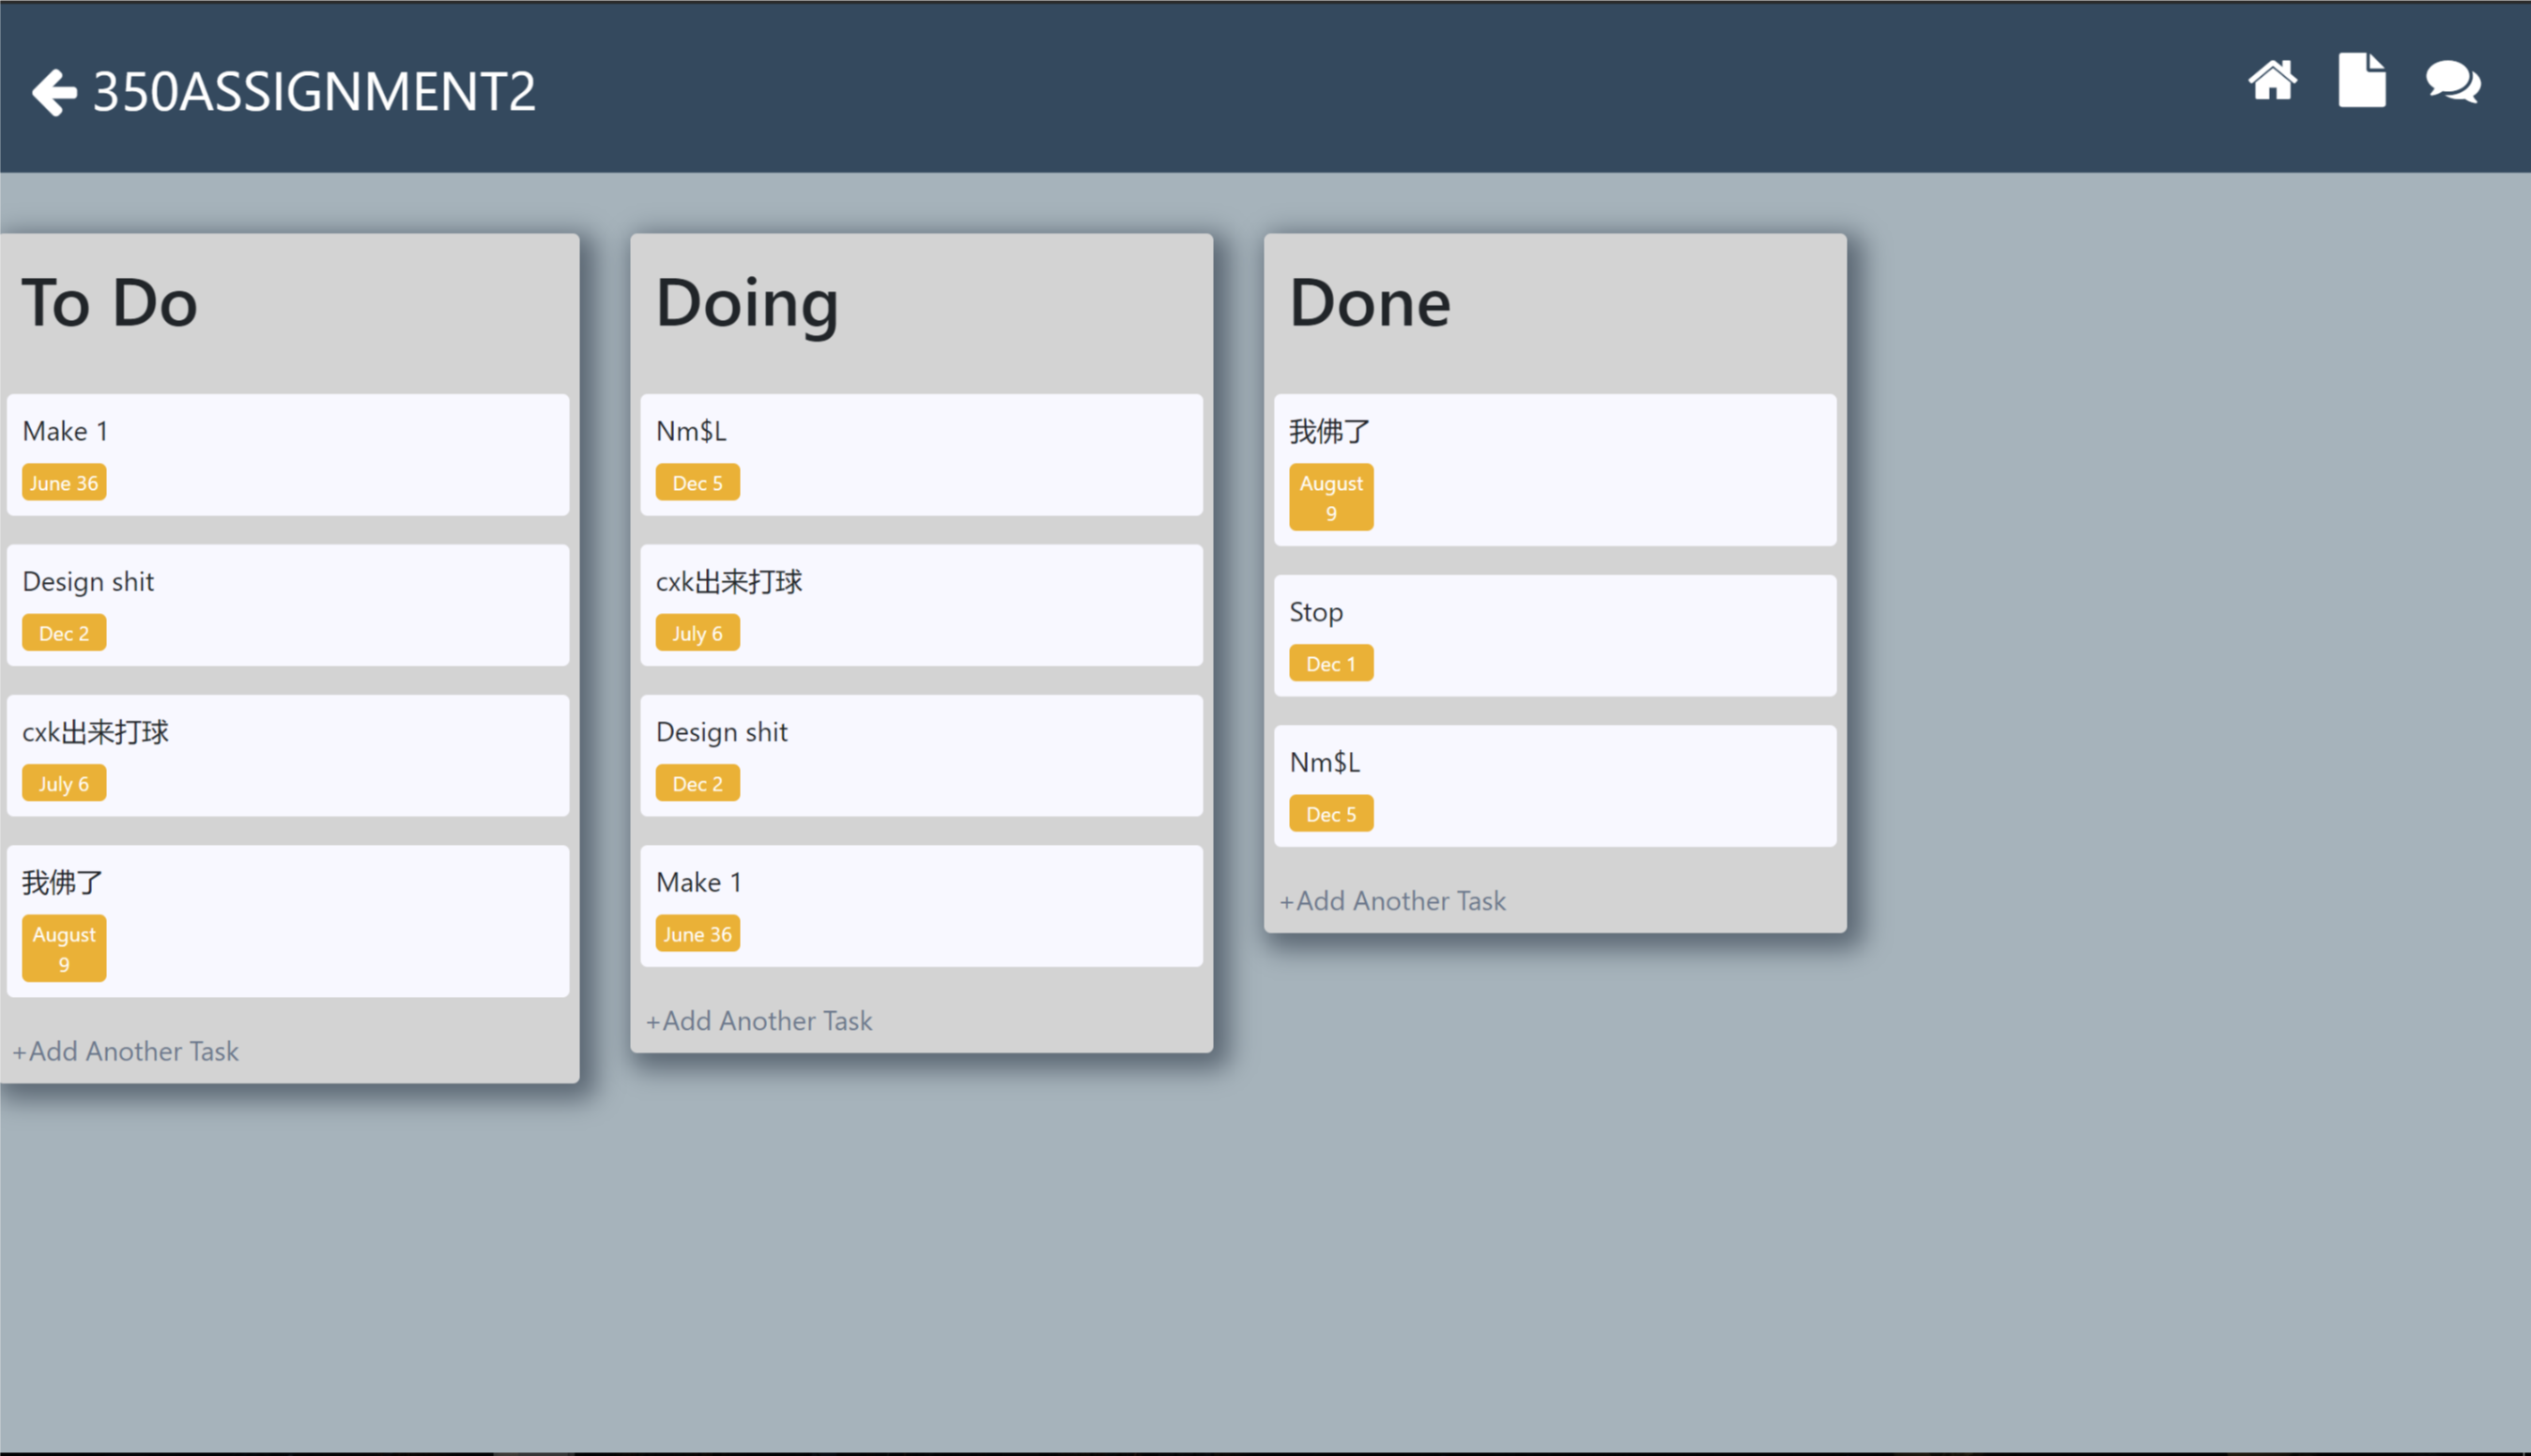 350ASSIGNMENT2
To Do
Make 1
June 36
Design shit
Dec 2
cxk出来打球
July 6
我佛了
August
9
+Add Another Task
Doing
Nm$L
Dec 5
cxk出来打球
July 6
Design shit
Dec 2
Make 1
June 36
+Add Another Task
Done
我佛了
August
9
Stop
Dec 1
Nm$L
Dec 5
+Add Another Task